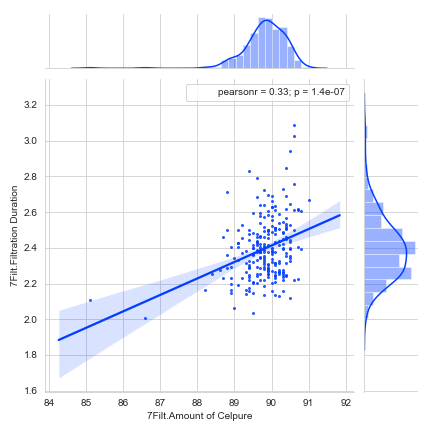 pearsonr = 0.33; p = 1.4e-07
3.2
3.0
2.8
2.6
2.4
2.2
2.0
1.8
1.6
7Filt.Filtration Duration
84 85 86 87 88 89 90 91 92
7Filt.Amount of Celpure